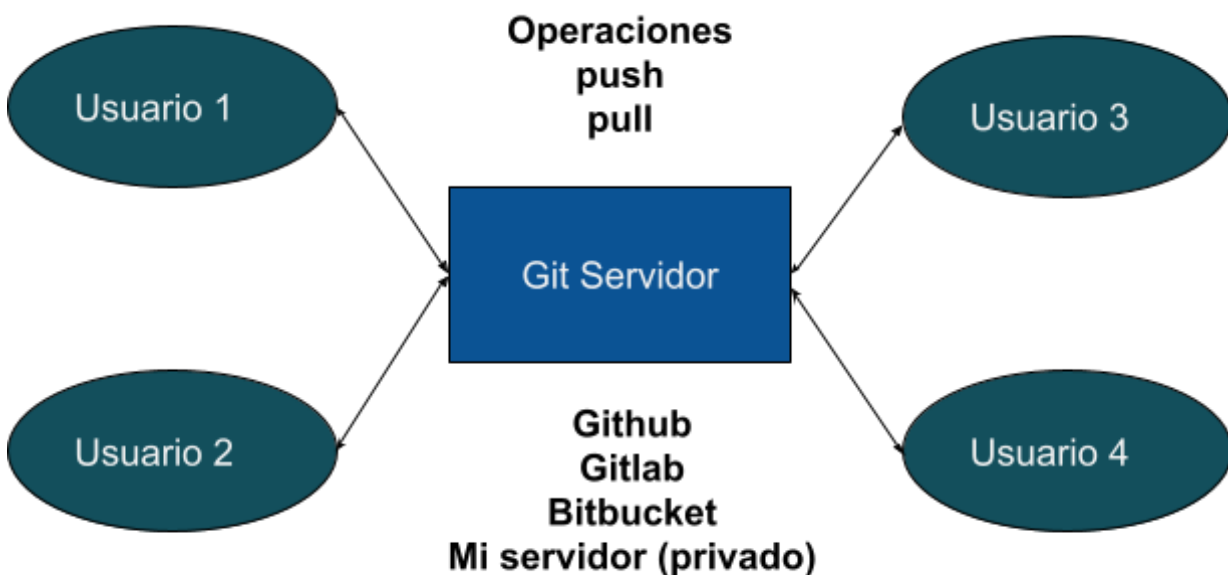 Operaciones
push
pull
Usuario 1
Usuario 3
Git Servidor
Usuario 2
Usuario 4
Github
Gitlab
Bitbucket
Mi servidor (privado)